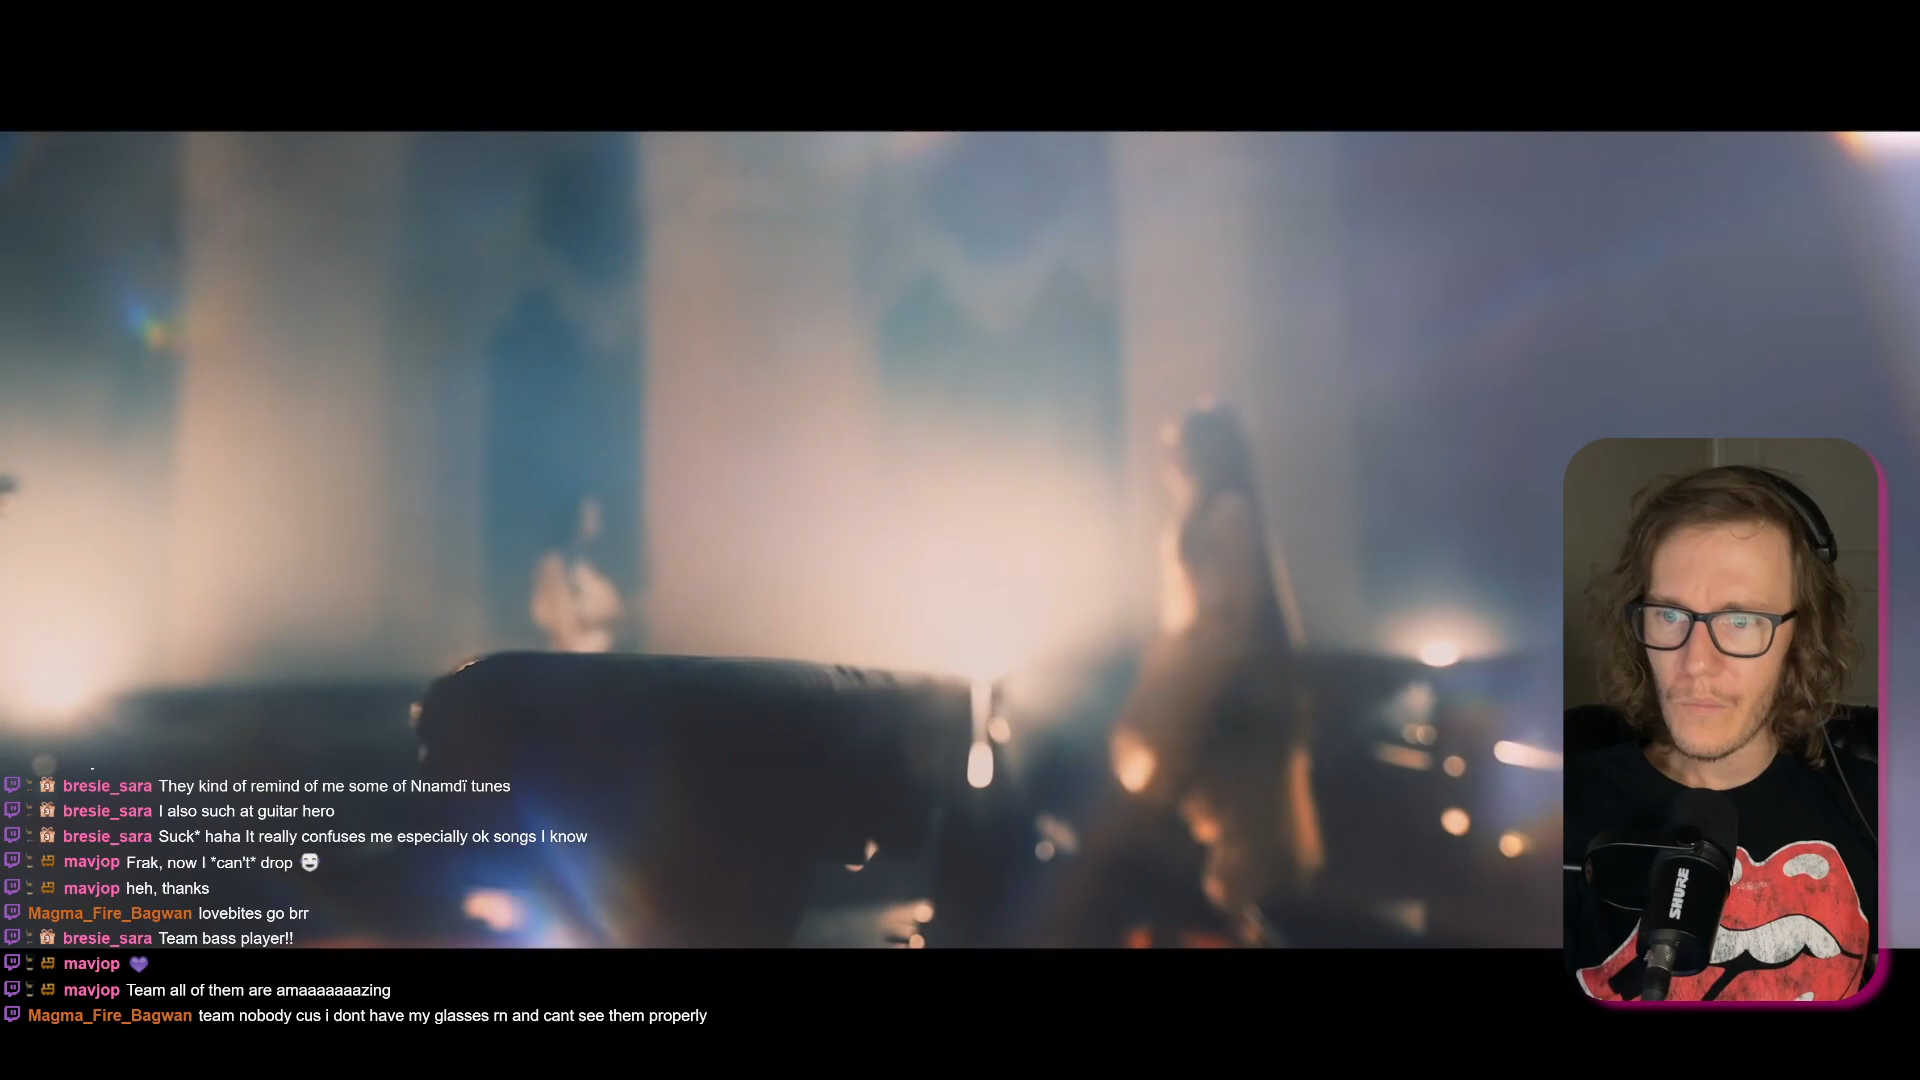 bresie_sara They kind of remind of me some of Nnamdï tunes
bresie_sara I also such at guitar hero
bresie_sara Suck* haha It really confuses me especially ok songs I know
mavjop Frak, now I *can't* drop
mavjop heh, thanks
Magma_Fire_Bagwan lovebites go brr
bresie_sara Team bass player!!
mavjop
mavjop Team all of them are amaaaaaaazing
Magma_Fire_Bagwan team nobody cus i dont have my glasses rn and cant see them properly
SHURE